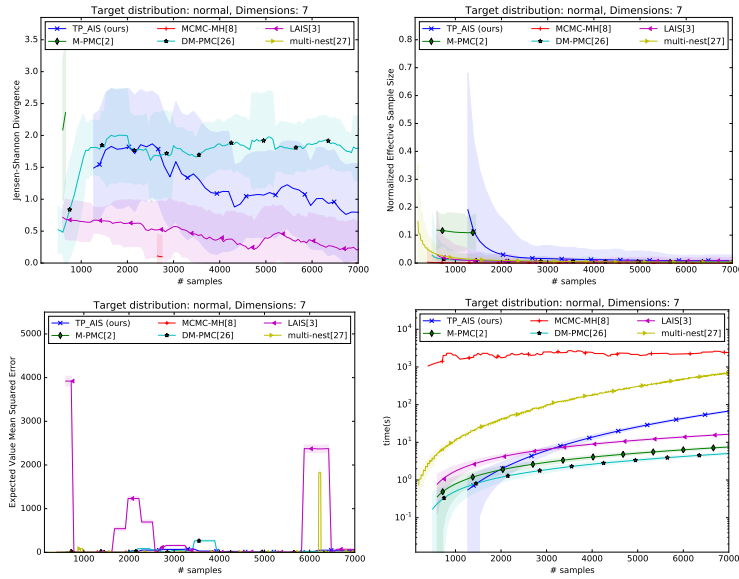 Target distribution: normal, Dimensions: 7
TP_AIS (ours)
M-PMC[2]
MCMC-MH[8]
DM-PMC[26]
LAIS[3]
multi-nest[27]
Jensen-Shannon Divergence
3.5
3.0
2.5
2.0
1.5
1.0
0.5
0.0
1000 2000 3000 4000 5000 6000 7000
# samples
Target distribution: normal, Dimensions: 7
TP_AIS (ours)
M-PMC[2]
MCMC-MH[8]
DM-PMC[26]
LAIS[3]
multi-nest[27]
Normalized Effective Sample Size
0.8
0.7
0.6
0.5
0.4
0.3
0.2
0.1
0.0
1000 2000 3000 4000 5000 6000 7000
# samples
Target distribution: normal, Dimensions: 7
TP_AIS (ours)
M-PMC[2]
MCMC-MH[8]
DM-PMC[26]
LAIS[3]
multi-nest[27]
Expected Value Mean Squared Error
5000
4000
3000
2000
1000
0
1000 2000 3000 4000 5000 6000 7000
# samples
Target distribution: normal, Dimensions: 7
TP_AIS (ours)
M-PMC[2]
MCMC-MH[8]
DM-PMC[26]
LAIS[3]
multi-nest[27]
time(s)
10⁴
10³
10²
10¹
10⁰
10⁻¹
1000 2000 3000 4000 5000 6000 7000
# samples